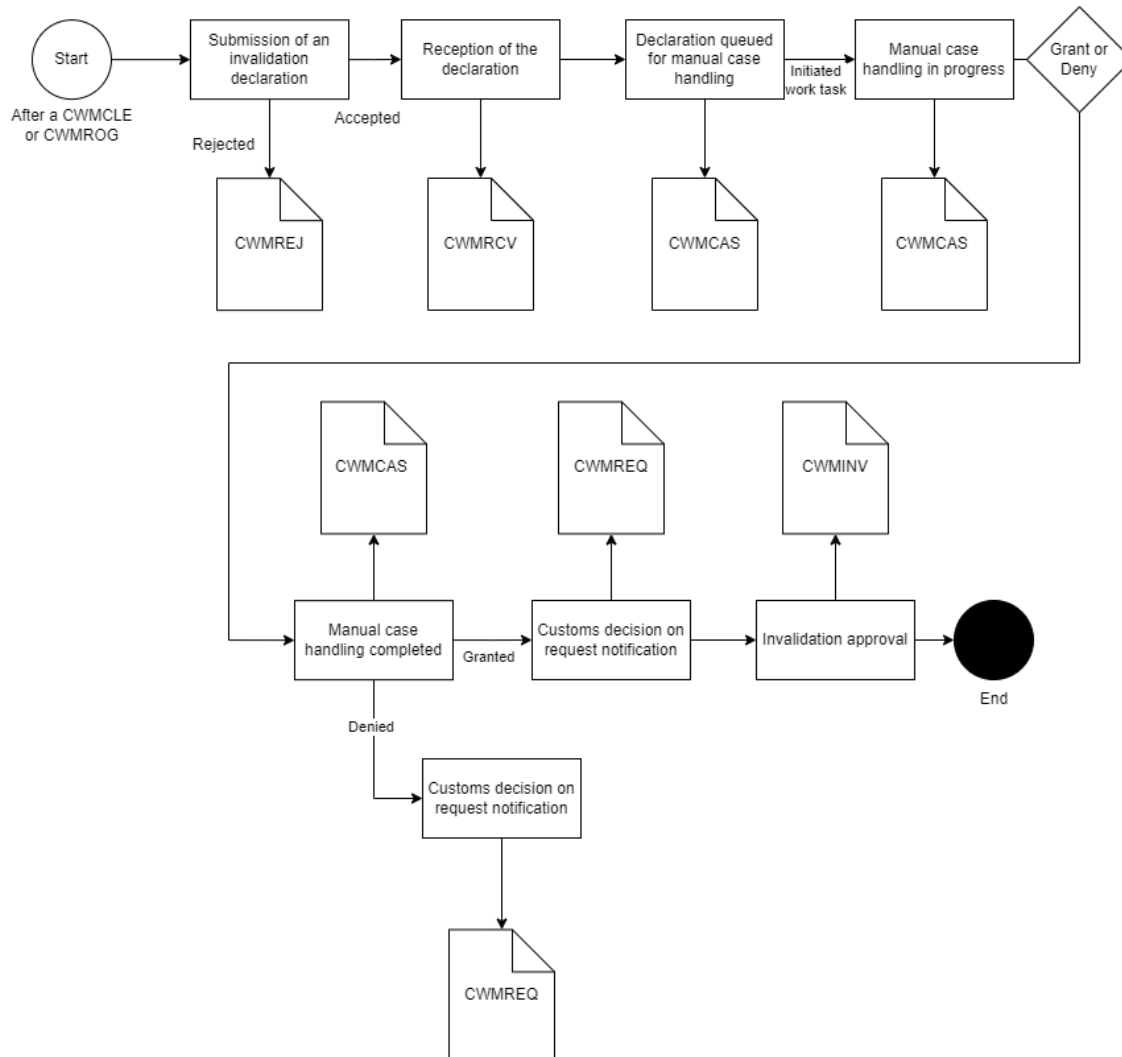 Start
After a CWMCLE
or CWMROG
Submission of an
invalidation
declaration
Rejected
Accepted
Reception of the
declaration
Declaration queued
for manual case
handling
Initiated
work task
Manual case
handling in progress
Grant or
Deny
CWMREJ
CWMRCV
CWMCAS
CWMCAS
CWMCAS
CWMREQ
CWMINV
Manual case
handling completed
Granted
Customs decision on
request notification
Invalidation approval
End
Denied
Customs decision on
request notification
CWMREQ